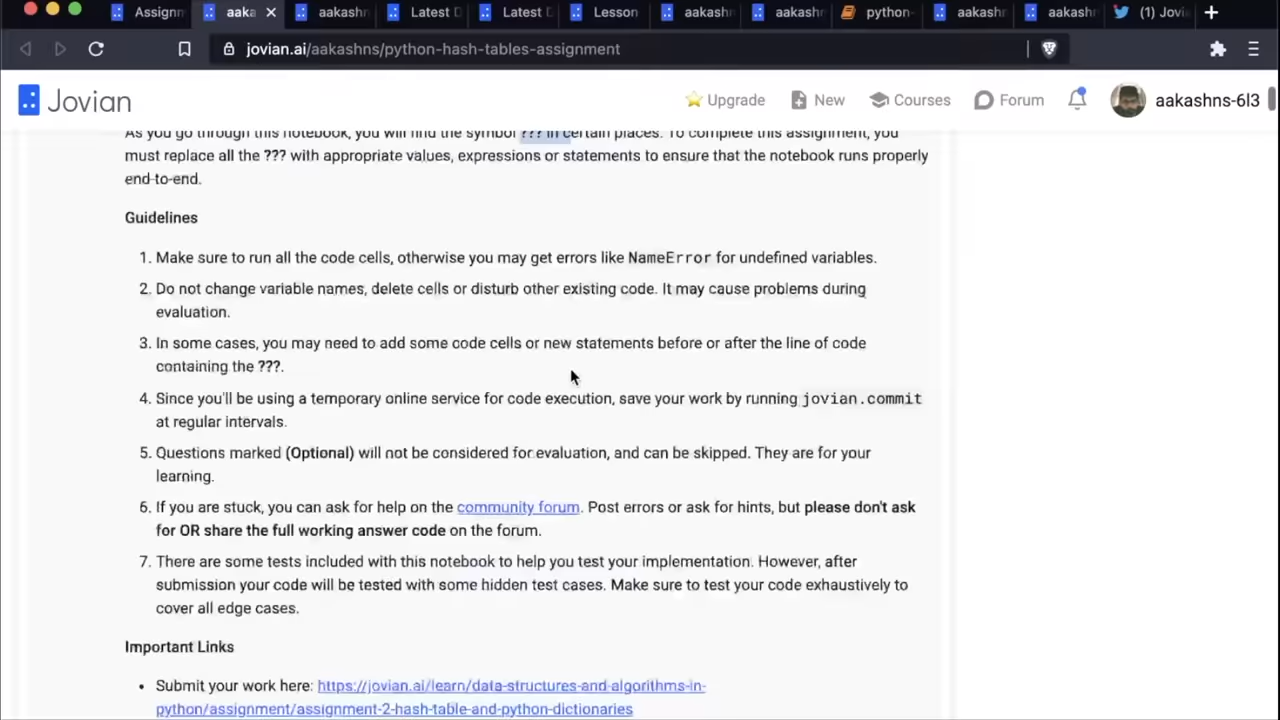 Assignm
aaka
aakashn
Latest D
Latest D
Lesson
aakashn
aakashn
python-
aakashn
aakashn
(1) Jovia
jovian.ai/aakashns/python-hash-tables-assignment
Jovian
Upgrade
New
Courses
Forum
aakashns-6l3
As you go through this notebook, you will find the symbol ??? in certain places. To complete this assignment, you
must replace all the ??? with appropriate values, expressions or statements to ensure that the notebook runs properly
end-to-end.
Guidelines
1. Make sure to run all the code cells, otherwise you may get errors like NameError for undefined variables.
2. Do not change variable names, delete cells or disturb other existing code. It may cause problems during
evaluation.
3. In some cases, you may need to add some code cells or new statements before or after the line of code
containing the ???.
4. Since you'll be using a temporary online service for code execution, save your work by running jovian.commit
at regular intervals.
5. Questions marked (Optional) will not be considered for evaluation, and can be skipped. They are for your
learning.
6. If you are stuck, you can ask for help on the community forum. Post errors or ask for hints, but please don't ask
for OR share the full working answer code on the forum.
7. There are some tests included with this notebook to help you test your implementation. However, after
submission your code will be tested with some hidden test cases. Make sure to test your code exhaustively to
cover all edge cases.
Important Links
• Submit your work here: https://jovian.ai/learn/data-structures-and-algorithms-in-
python/assignment/assignment-2-hash-table-and-python-dictionaries